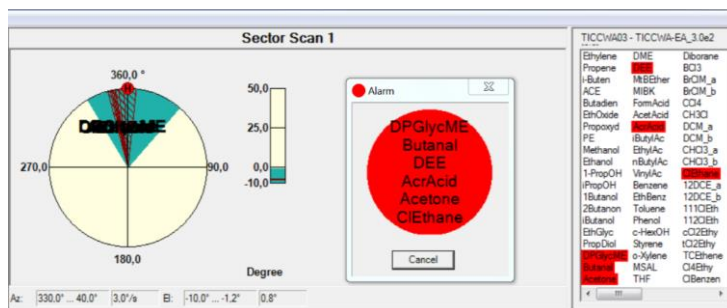 Sector Scan 1
360,0 °
270,0
90,0
180,0
50,0
25,0
0,0
-10,0
Degree
Az: 330.0° ... 40.0° 3.0°/s El: -10.0° ... -1.2° 0.8°
Alarm
DPGlycME
Butanal
DEE
AcrAcid
Acetone
ClEthane
Cancel
TICCWA03 - TICCWA-EA_3.0e2
Ethylene DME Diborane
Propene DEE BCl3
i-Buten MtBEther BrClM_a
ACE MIBK BrClM_b
Butadien FormAcid CCl4
EthOxide AcetAcid CH3Cl
Propoxyd AcrAcid DCM_a
PE iButylAc DCM_b
Methanol EthylAc CHCl3_a
Ethanol nButylAc CHCl3_b
1-PropOH VinylAc ClEthane
iPropOH Benzene 12DCE_a
1Butanol EthBenz 12DCE_b
2Butanon Toluene 111ClEth
iButanol Phenol 112ClEth
EthGlyc c-HexOH cCl2Ethy
PropDiol Styrene tCl2Ethy
DPGlycME o-Xylene TCEthene
Butanal MSAL Cl4Ethy
Acetone THF ClBenzen